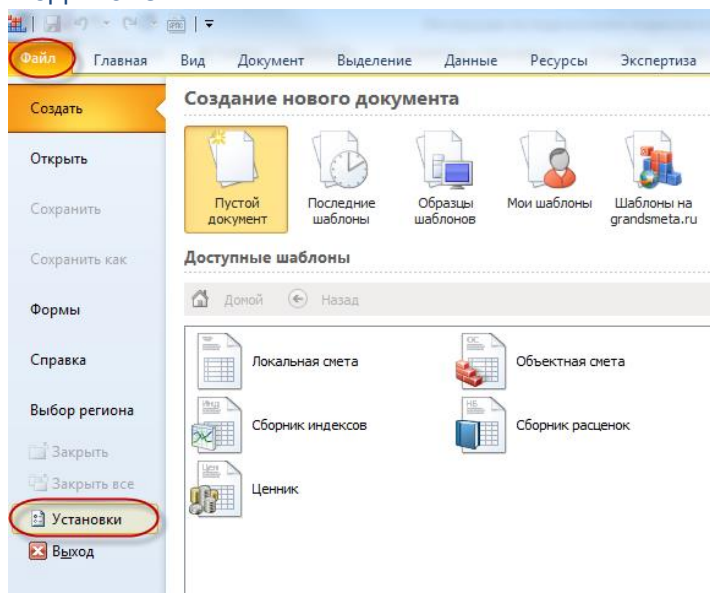 Файл Главная Вид Документ Выделение Данные Ресурсы Экспертиза
Создать
Открыть
Сохранить
Сохранить как
Формы
Справка
Выбор региона
Закрыть
Закрыть все
Установки
Выход
Создание нового документа
Пустой
документ
Последние
шаблоны
Образцы
шаблонов
Мои шаблоны
Шаблоны на
grandsmeta.ru
Доступные шаблоны
Домой Назад
Локальная смета
Объектная смета
Сборник индексов
Сборник расценок
Ценник